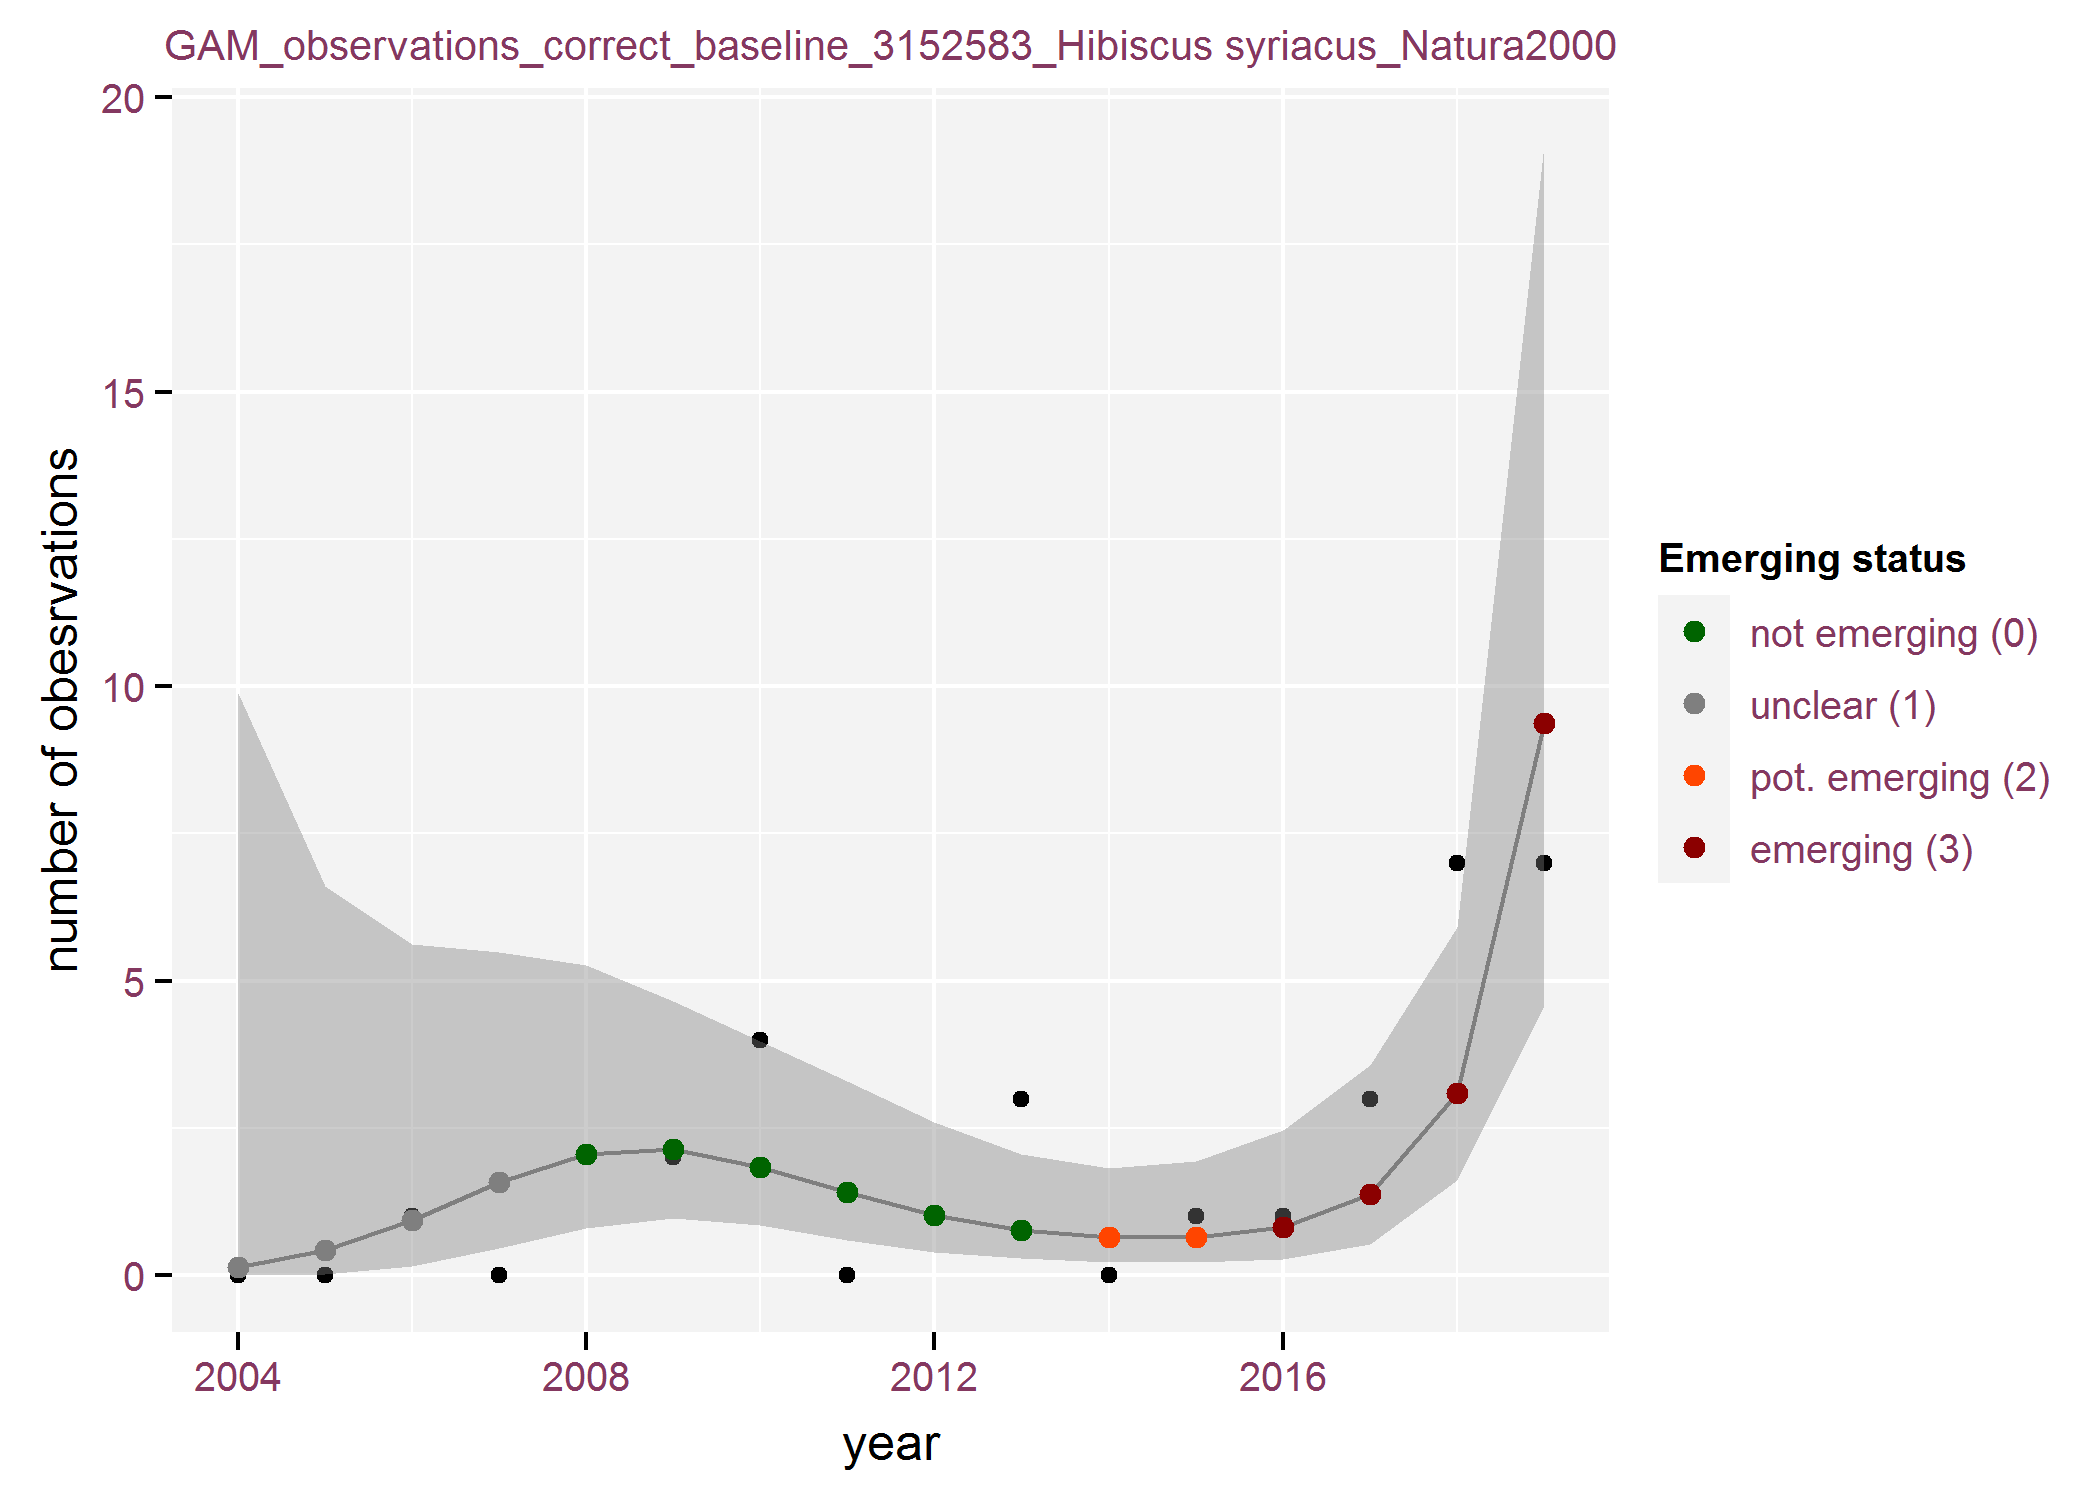 GAM_observations_correct_baseline_3152583_Hibiscus syriacus_Natura2000
20
15
10
5
0
number of obesrvations
2004
2008
2012
2016
year
Emerging status
not emerging (0)
unclear (1)
pot. emerging (2)
emerging (3)